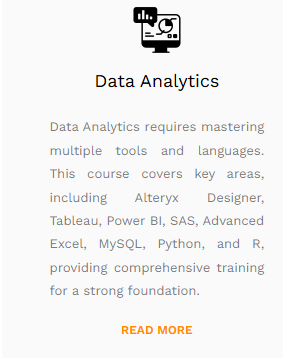 Data Analytics
Data Analytics requires mastering
multiple tools and languages.
This course covers key areas,
including Alteryx Designer,
Tableau, Power BI, SAS, Advanced
Excel, MySQL, Python, and R,
providing comprehensive training
for a strong foundation.
READ MORE